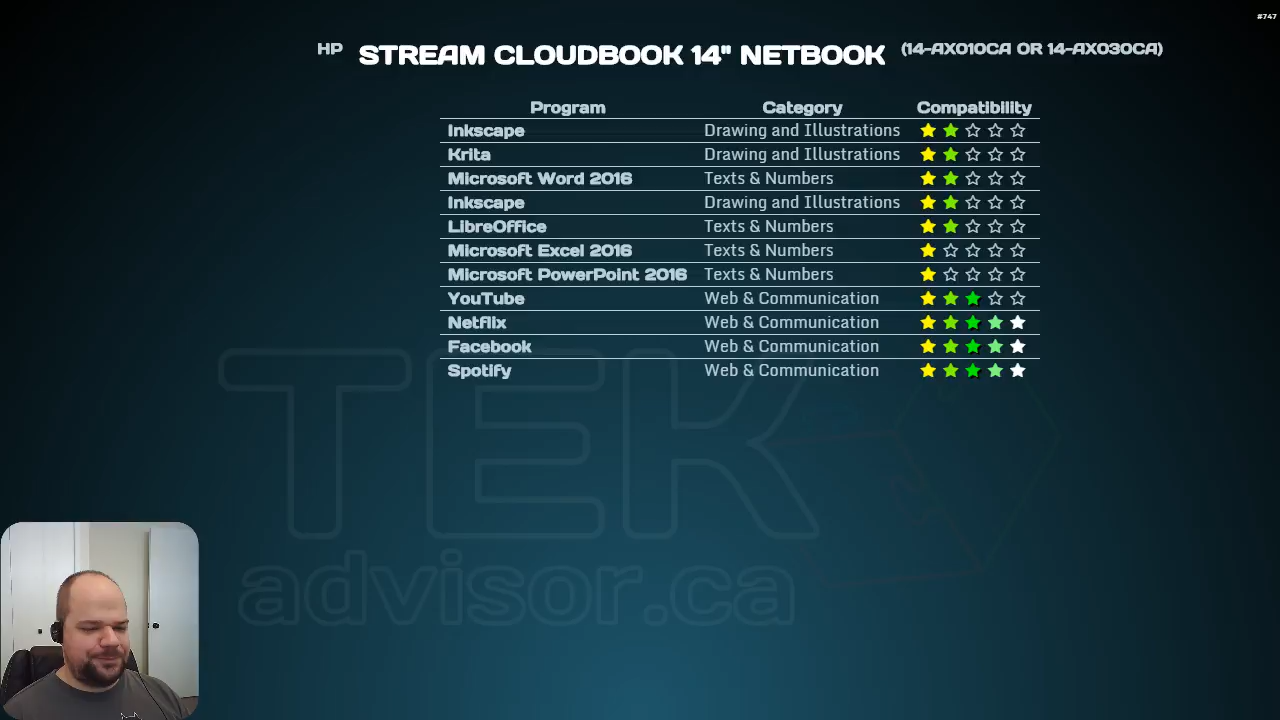 #747
HP STREAM CLOUDBOOK 14" NETBOOK (14-AX010CA OR 14-AX030CA)
Program Category Compatibility
Inkscape Drawing and Illustrations
Krita Drawing and Illustrations
Microsoft Word 2016 Texts & Numbers
Inkscape Drawing and Illustrations
LibreOffice Texts & Numbers
Microsoft Excel 2016 Texts & Numbers
Microsoft PowerPoint 2016 Texts & Numbers
YouTube Web & Communication
Netflix Web & Communication
Facebook Web & Communication
Spotify Web & Communication
TEK
advisor.ca